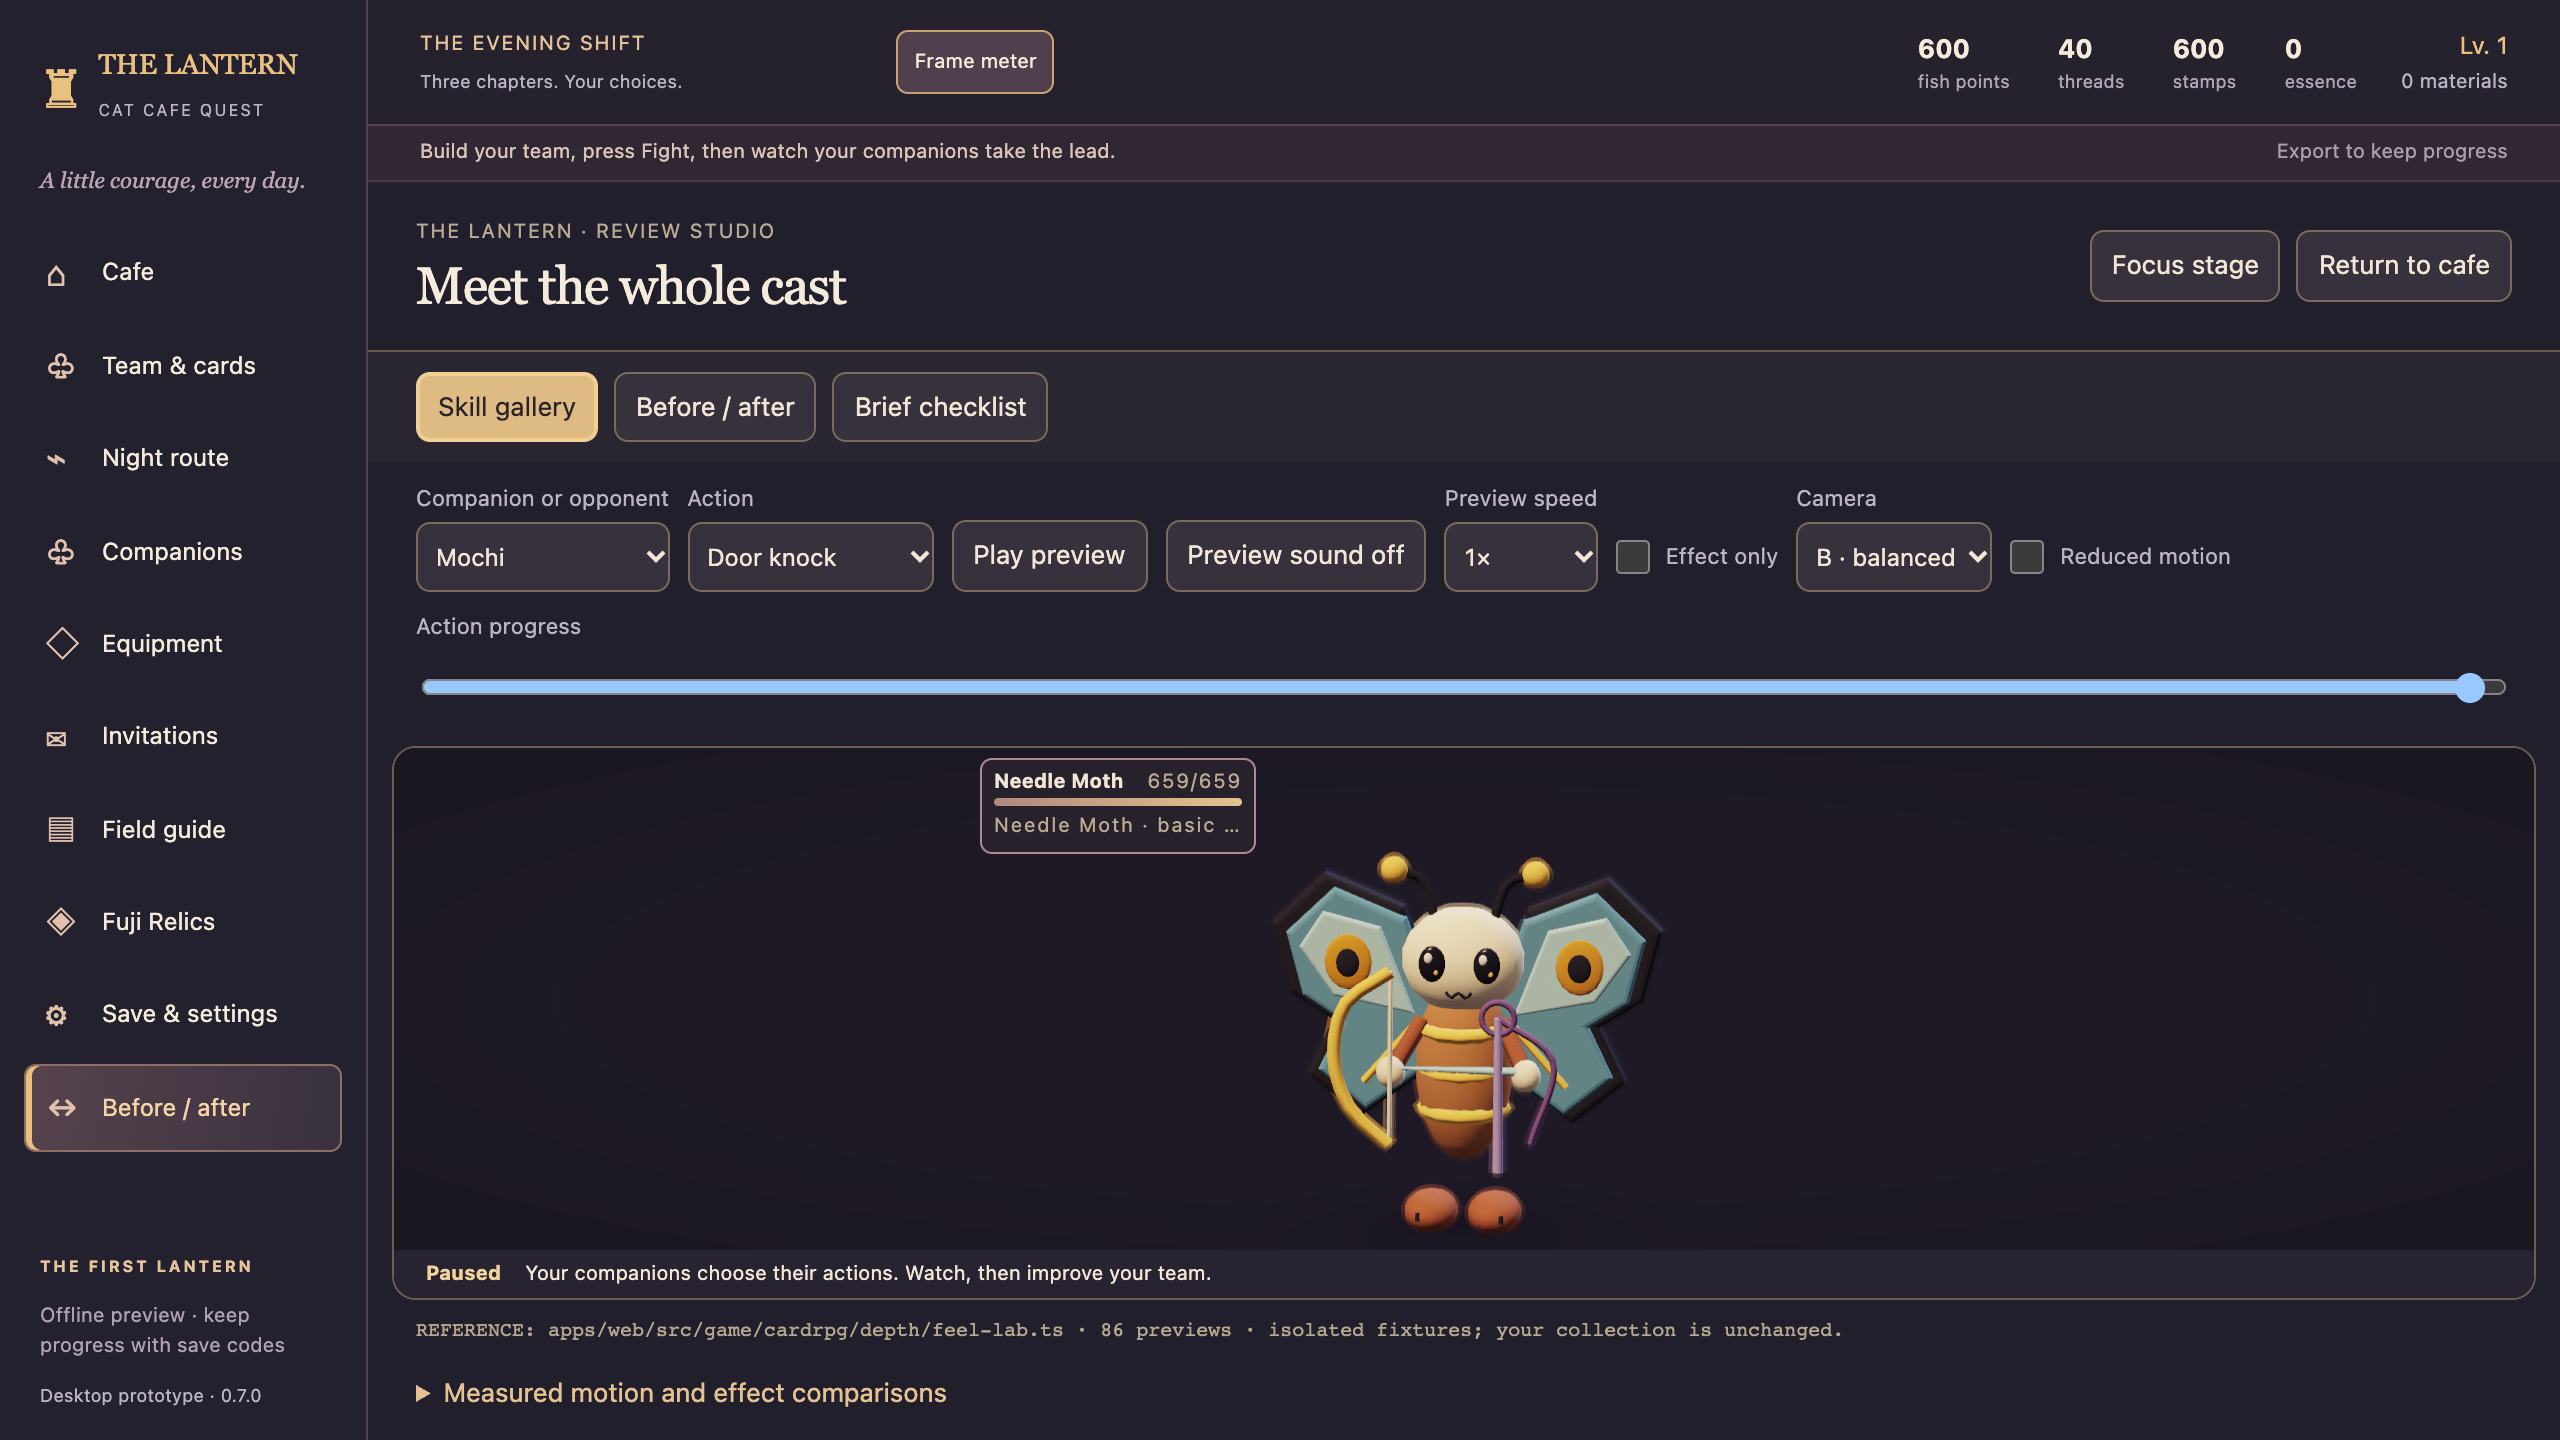 THE LANTERN
CAT CAFE QUEST
A little courage, every day.
Cafe
Team & cards
Night route
Companions
Equipment
Invitations
Field guide
Fuji Relics
Save & settings
Before / after
THE FIRST LANTERN
Offline preview · keep
progress with save codes
Desktop prototype · 0.7.0
THE EVENING SHIFT
Three chapters. Your choices.
Frame meter
600
fish points
40
threads
600
stamps
0
essence
Lv. 1
0 materials
Build your team, press Fight, then watch your companions take the lead.
Export to keep progress
THE LANTERN · REVIEW STUDIO
Meet the whole cast
Focus stage
Return to cafe
Skill gallery
Before / after
Brief checklist
Companion or opponent
Mochi
Action
Door knock
Play preview
Preview sound off
Preview speed
1×
Effect only
Camera
B · balanced
Reduced motion
Action progress
Needle Moth 659/659
Needle Moth · basic ...
Paused Your companions choose their actions. Watch, then improve your team.
REFERENCE: apps/web/src/game/cardrpg/depth/feel-lab.ts · 86 previews · isolated fixtures; your collection is unchanged.
Measured motion and effect comparisons